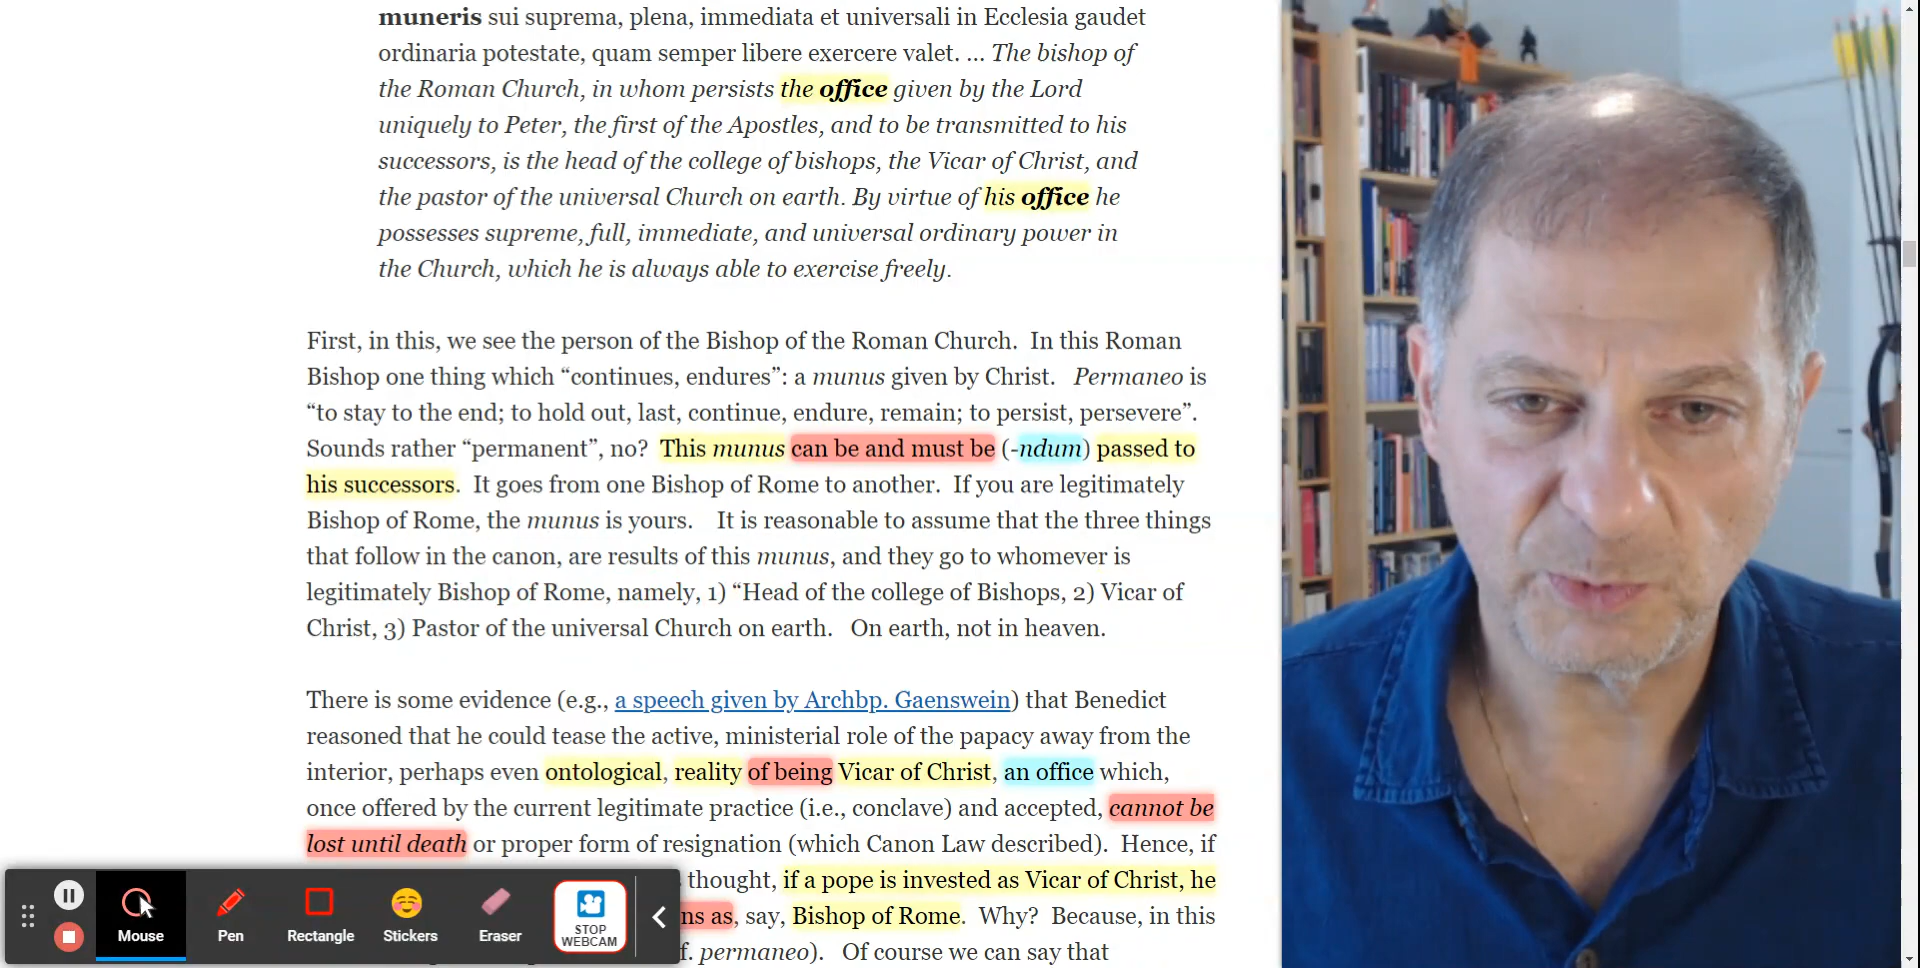 muneris sui suprema, plena, immediata et universali in Ecclesia gaudet
ordinaria potestate, quam semper libere exercere valet. … The bishop of
the Roman Church, in whom persists the office given by the Lord
uniquely to Peter, the first of the Apostles, and to be transmitted to his
successors, is the head of the college of bishops, the Vicar of Christ, and
the pastor of the universal Church on earth. By virtue of his office he
possesses supreme, full, immediate, and universal ordinary power in
the Church, which he is always able to exercise freely.
First, in this, we see the person of the Bishop of the Roman Church. In this Roman
Bishop one thing which “continues, endures”: a munus given by Christ. Permaneo is
“to stay to the end; to hold out, last, continue, endure, remain; to persist, persevere”.
Sounds rather “permanent”, no? This munus can be and must be (-ndum) passed to
his successors. It goes from one Bishop of Rome to another. If you are legitimately
Bishop of Rome, the munus is yours. It is reasonable to assume that the three things
that follow in the canon, are results of this munus, and they go to whomever is
legitimately Bishop of Rome, namely, 1) “Head of the college of Bishops, 2) Vicar of
Christ, 3) Pastor of the universal Church on earth. On earth, not in heaven.
There is some evidence (e.g., a speech given by Archbp. Gaenswein) that Benedict
reasoned that he could tease the active, ministerial role of the papacy away from the
interior, perhaps even ontological, reality of being Vicar of Christ, an office which,
once offered by the current legitimate practice (i.e., conclave) and accepted, cannot be
lost until death or proper form of resignation (which Canon Law described). Hence, if
thought, if a pope is invested as Vicar of Christ, he
ns as, say, Bishop of Rome. Why? Because, in this
f. permaneo). Of course we can say that
Mouse
Pen
Rectangle
Stickers
Eraser
STOP
WEBCAM